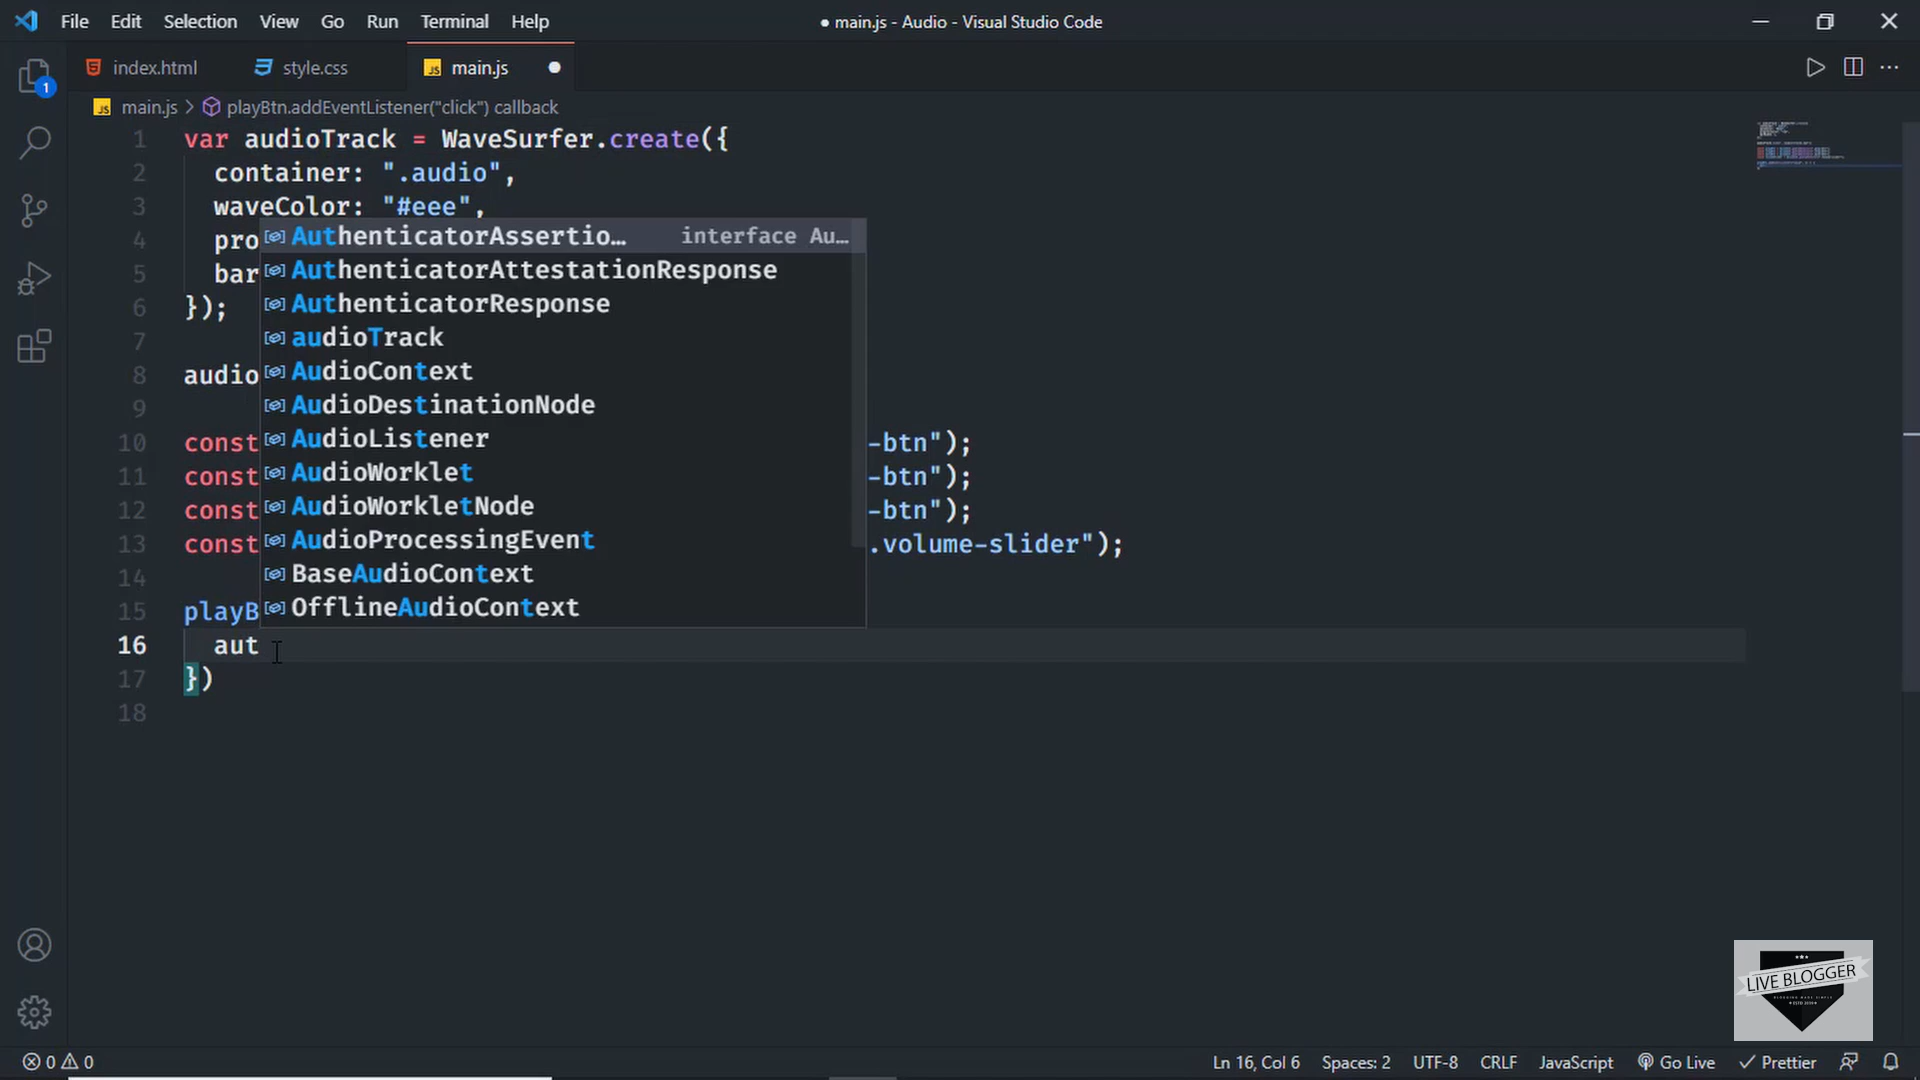 File Edit Selection View Go Run Terminal Help
● main.js - Audio - Visual Studio Code
index.html
style.css
JS main.js
1
JS main.js > playBtn.addEventListener("click") callback
1 var audioTrack = WaveSurfer.create({
2 container: ".audio",
3 waveColor: "#eee",
4 pro
5 bar
6 });
7
8 audio
9
10 const -btn");
11 const -btn");
12 const -btn");
13 const .volume-slider");
14
15 playB
16 aut
17 })
18
AuthenticatorAssertio… interface Au…
AuthenticatorAttestationResponse
AuthenticatorResponse
audioTrack
AudioContext
AudioDestinationNode
AudioListener
AudioWorklet
AudioWorkletNode
AudioProcessingEvent
BaseAudioContext
OfflineAudioContext
LIVE BLOGGER
0 0
Ln 16, Col 6 Spaces: 2 UTF-8 CRLF JavaScript Go Live Prettier